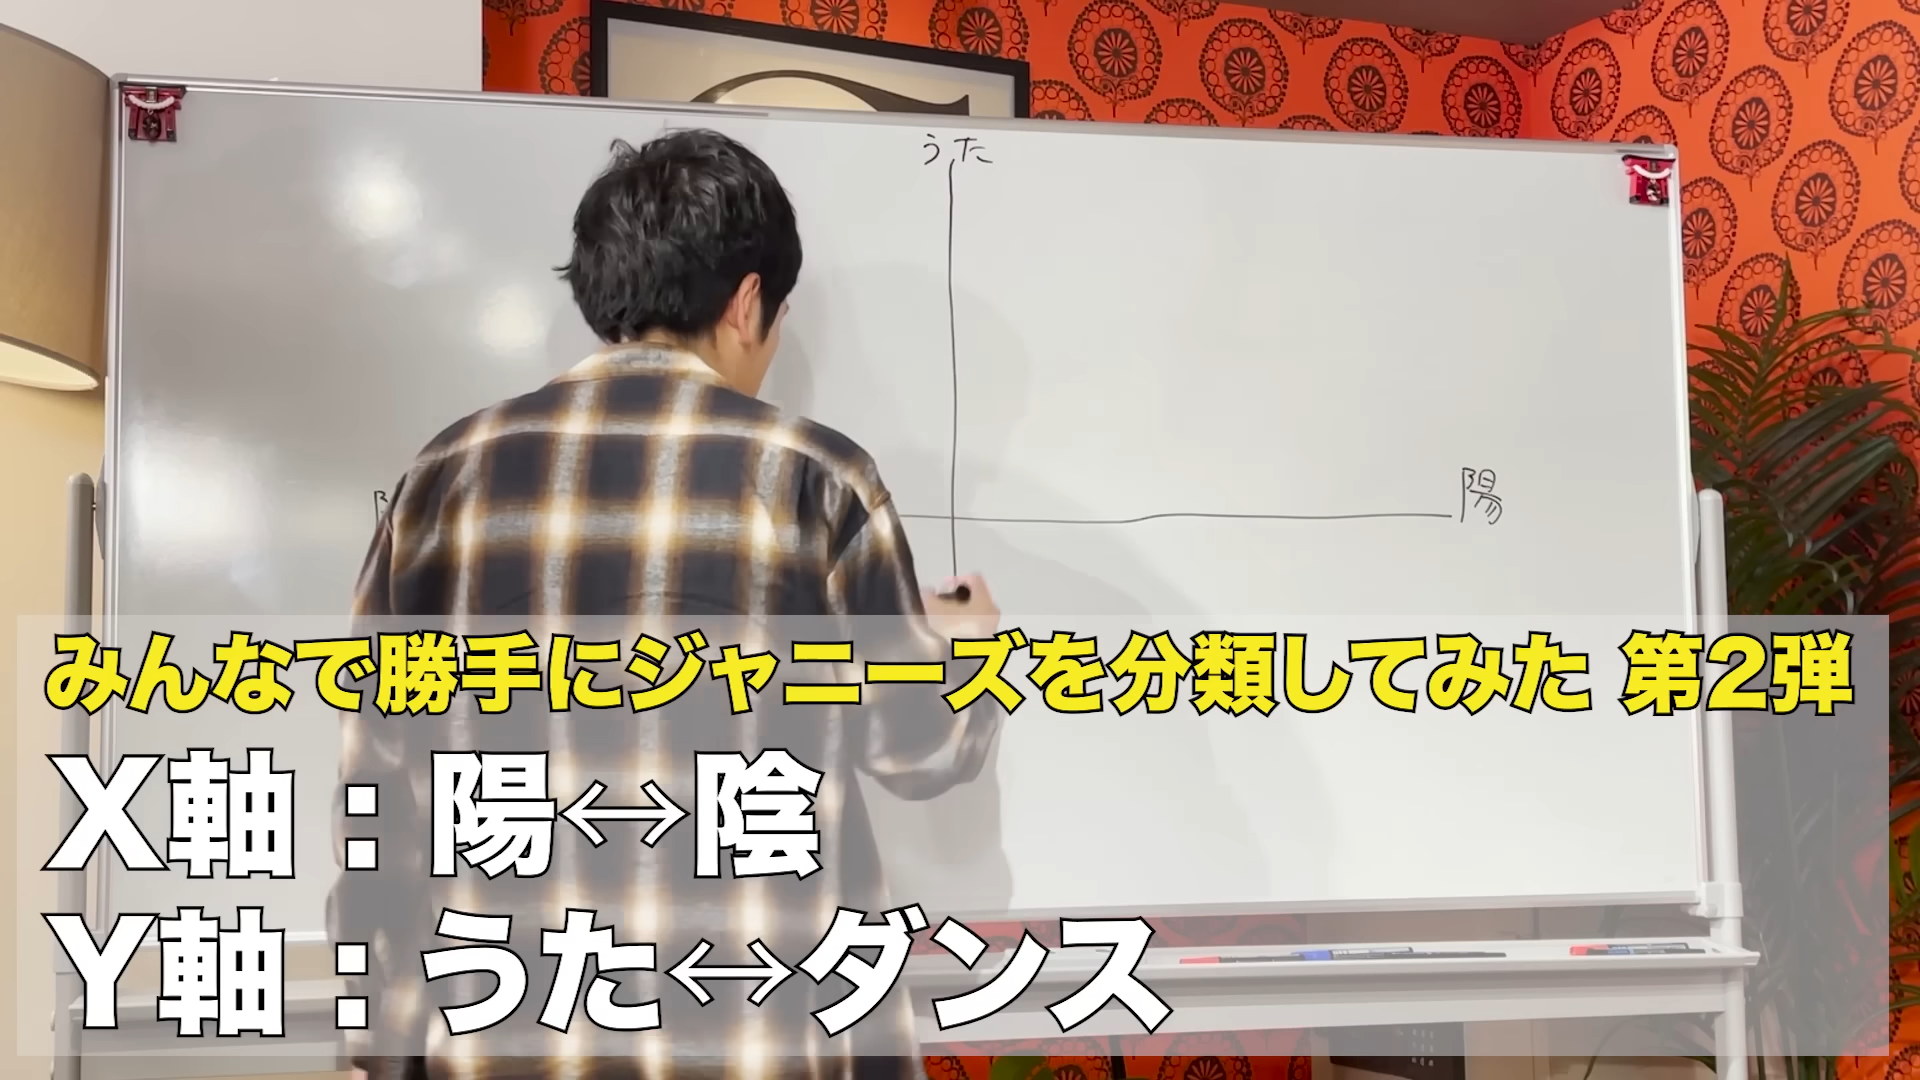 うた
陽
みんなで勝手にジャニーズを分類してみた 第2弾
X軸：陽↔陰
Y軸：うた↔ダンス